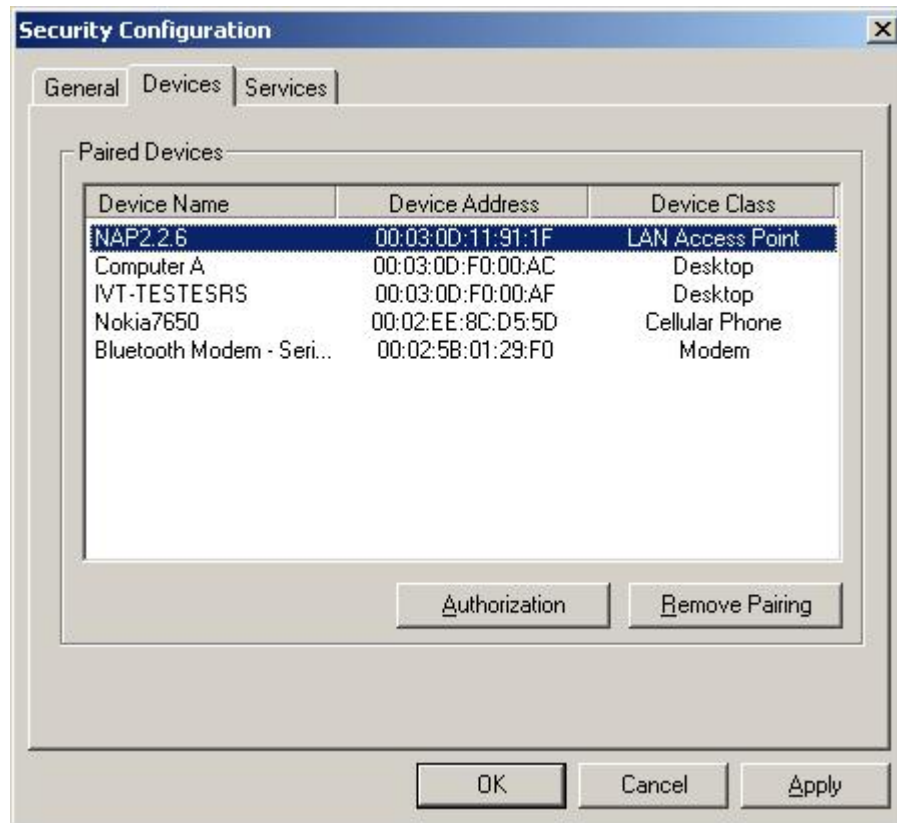 Security Configuration
General Devices Services
Paired Devices
Device Name Device Address Device Class
NAP2.2.6 00:03:0D:11:91:1F LAN Access Point
Computer A 00:03:0D:F0:00:AC Desktop
IVT-TESTESRS 00:03:0D:F0:00:AF Desktop
Nokia7650 00:02:EE:8C:D5:5D Cellular Phone
Bluetooth Modem - Seri... 00:02:5B:01:29:F0 Modem
Authorization Remove Pairing
OK Cancel Apply